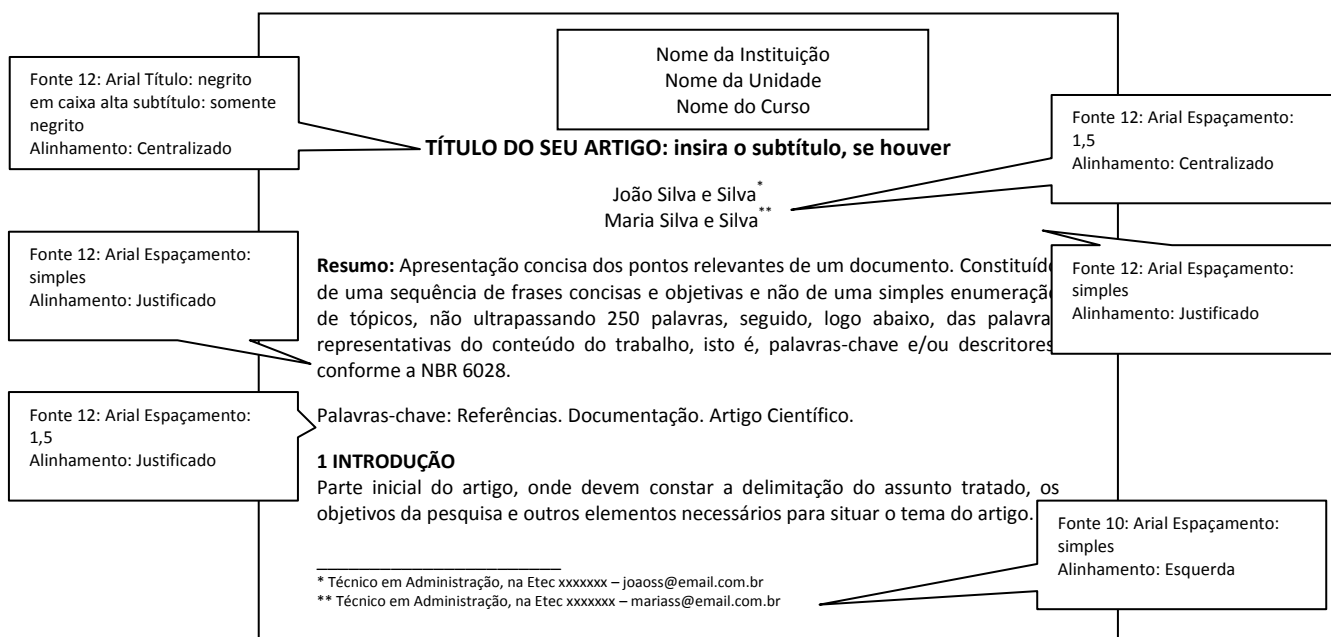 Nome da Instituição
Nome da Unidade
Nome do Curso
Fonte 12: Arial Título: negrito
em caixa alta subtítulo: somente
negrito
Alinhamento: Centralizado
TÍTULO DO SEU ARTIGO: insira o subtítulo, se houver
Fonte 12: Arial Espaçamento:
1,5
Alinhamento: Centralizado
João Silva e Silva*
Maria Silva e Silva**
Fonte 12: Arial Espaçamento:
simples
Alinhamento: Justificado
Resumo: Apresentação concisa dos pontos relevantes de um documento. Constituíd
de uma sequência de frases concisas e objetivas e não de uma simples enumeraçã
de tópicos, não ultrapassando 250 palavras, seguido, logo abaixo, das palavra
representativas do conteúdo do trabalho, isto é, palavras-chave e/ou descritores
conforme a NBR 6028.
Fonte 12: Arial Espaçamento:
simples
Alinhamento: Justificado
Fonte 12: Arial Espaçamento:
1,5
Alinhamento: Justificado
Palavras-chave: Referências. Documentação. Artigo Científico.
1 INTRODUÇÃO
Parte inicial do artigo, onde devem constar a delimitação do assunto tratado, os
objetivos da pesquisa e outros elementos necessários para situar o tema do artigo.
Fonte 10: Arial Espaçamento:
simples
Alinhamento: Esquerda
* Técnico em Administração, na Etec xxxxxxx – joaoss@email.com.br
** Técnico em Administração, na Etec xxxxxxx – mariass@email.com.br